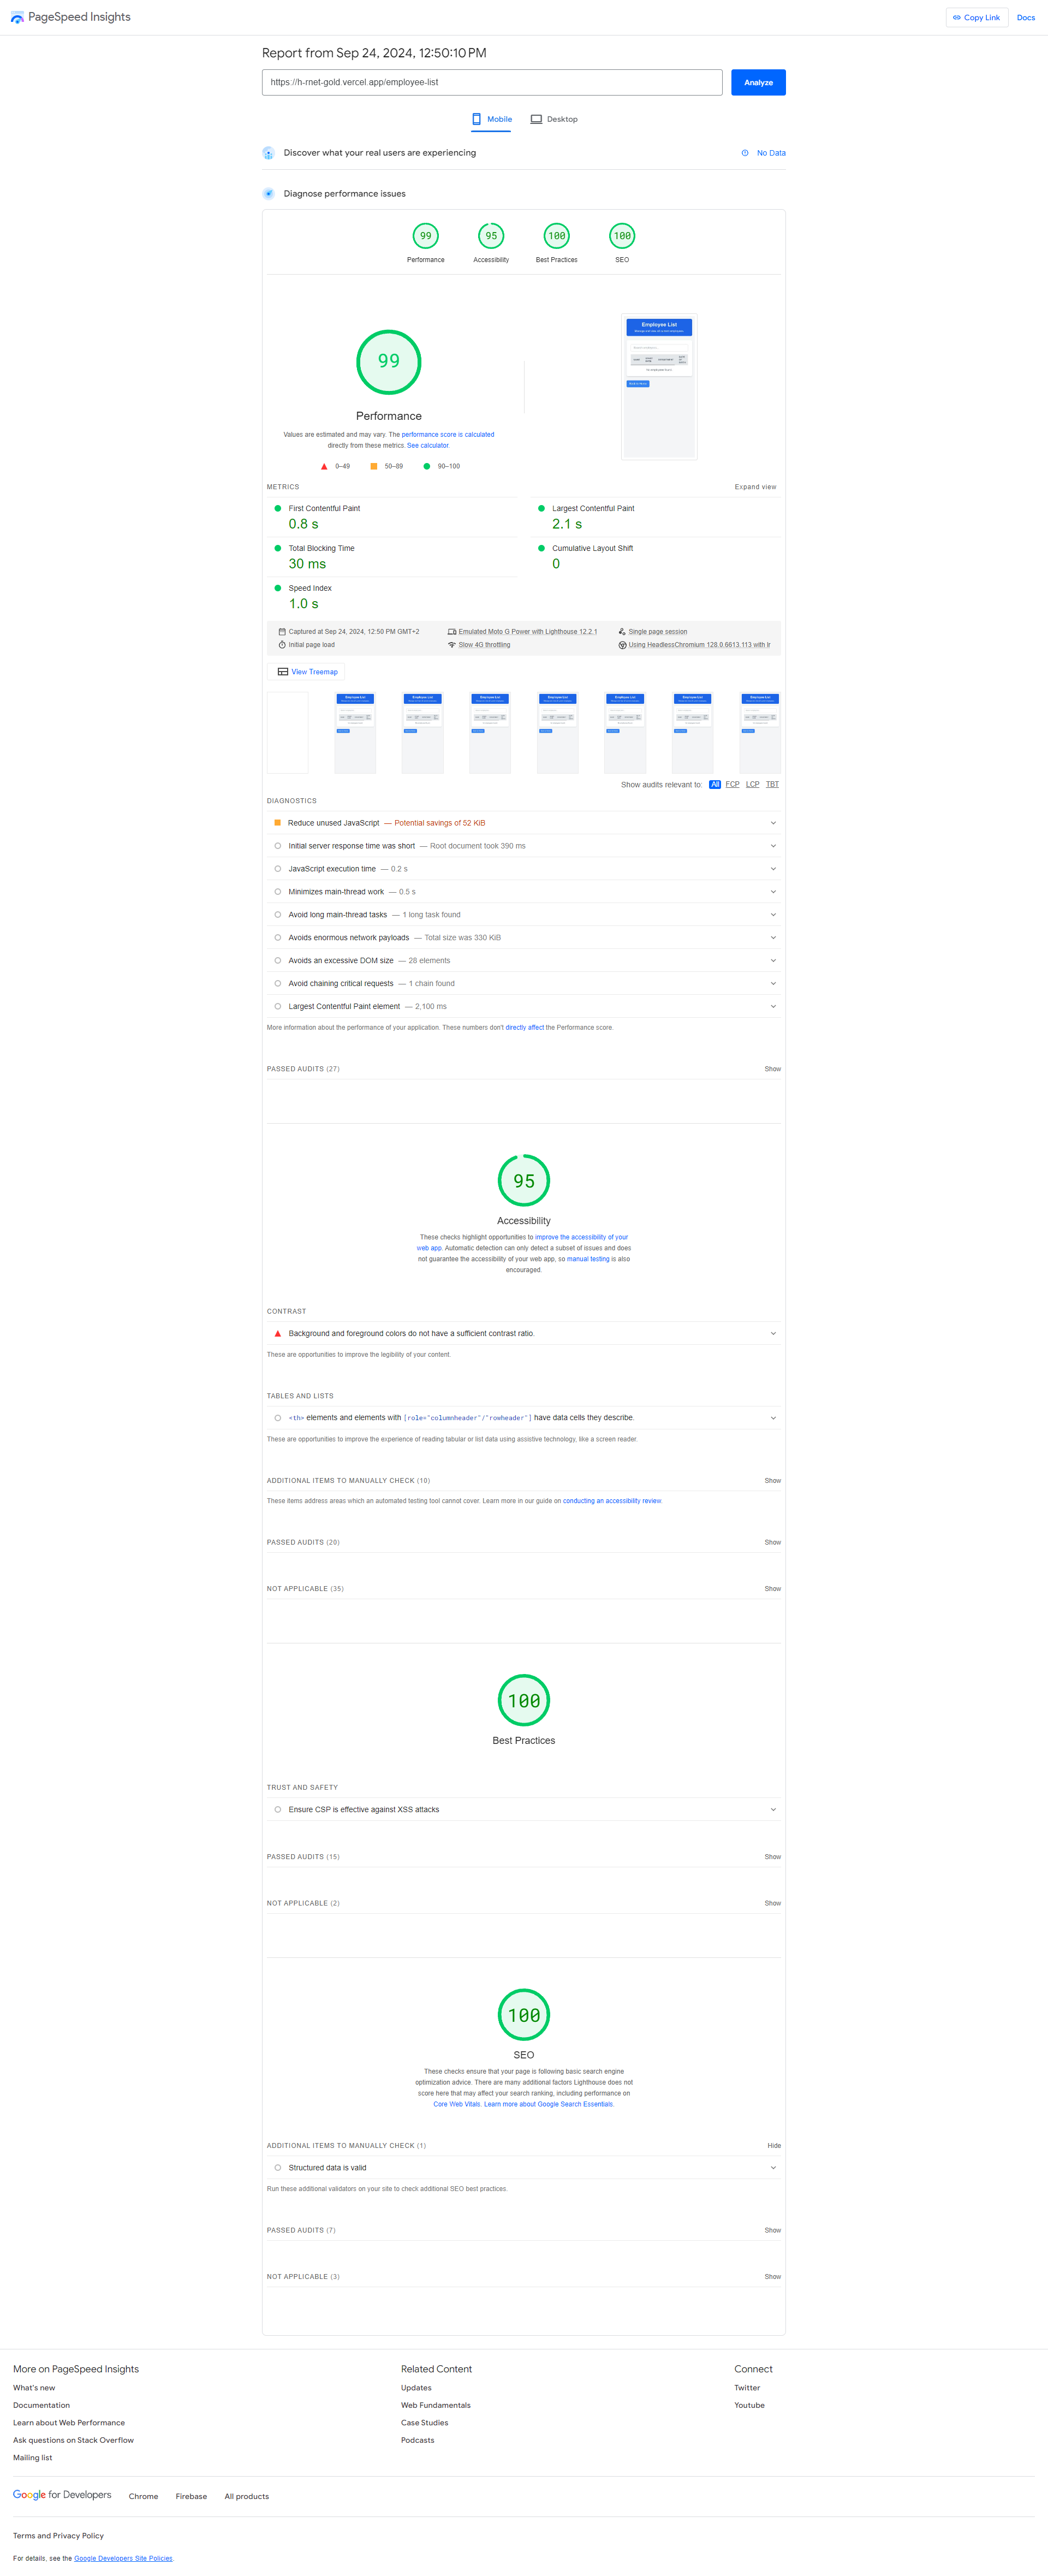 PageSpeed Insights
Copy Link
Docs
Report from Sep 24, 2024, 12:50:10 PM
https://h-rnet-gold.vercel.app/employee-list
Analyze
Mobile
Desktop
Discover what your real users are experiencing
No Data
Diagnose performance issues
99
95
100
100
Performance
Accessibility
Best Practices
SEO
99
Employee List
Performance
Values are estimated and may vary. The performance score is calculated
directly from these metrics. See calculator.
0–49
50–89
90–100
METRICS
Expand view
First Contentful Paint
0.8 s
Largest Contentful Paint
2.1 s
Total Blocking Time
30 ms
Cumulative Layout Shift
0
Speed Index
1.0 s
Captured at Sep 24, 2024, 12:50 PM GMT+2
Emulated Moto G Power with Lighthouse 12.2.1
Single page session
Initial page load
Slow 4G throttling
Using HeadlessChromium 128.0.6613.113 with lr
View Treemap
Show audits relevant to:
All
FCP
LCP
TBT
DIAGNOSTICS
Reduce unused JavaScript — Potential savings of 52 KiB
Initial server response time was short — Root document took 390 ms
JavaScript execution time — 0.2 s
Minimizes main-thread work — 0.5 s
Avoid long main-thread tasks — 1 long task found
Avoids enormous network payloads — Total size was 330 KiB
Avoids an excessive DOM size — 28 elements
Avoid chaining critical requests — 1 chain found
Largest Contentful Paint element — 2,100 ms
More information about the performance of your application. These numbers don't directly affect the Performance score.
PASSED AUDITS (27)
Show
95
Accessibility
These checks highlight opportunities to improve the accessibility of your
web app. Automatic detection can only detect a subset of issues and does
not guarantee the accessibility of your web app, so manual testing is also
encouraged.
CONTRAST
Background and foreground colors do not have a sufficient contrast ratio.
These are opportunities to improve the legibility of your content.
TABLES AND LISTS
<th> elements and elements with [role="columnheader"/"rowheader"] have data cells they describe.
These are opportunities to improve the experience of reading tabular or list data using assistive technology, like a screen reader.
ADDITIONAL ITEMS TO MANUALLY CHECK (10)
Show
These items address areas which an automated testing tool cannot cover. Learn more in our guide on conducting an accessibility review.
PASSED AUDITS (20)
Show
NOT APPLICABLE (35)
Show
100
Best Practices
TRUST AND SAFETY
Ensure CSP is effective against XSS attacks
PASSED AUDITS (15)
Show
NOT APPLICABLE (2)
Show
100
SEO
These checks ensure that your page is following basic search engine
optimization advice. There are many additional factors Lighthouse does not
score here that may affect your search ranking, including performance on
Core Web Vitals. Learn more about Google Search Essentials.
ADDITIONAL ITEMS TO MANUALLY CHECK (1)
Hide
Structured data is valid
Run these additional validators on your site to check additional SEO best practices.
PASSED AUDITS (7)
Show
NOT APPLICABLE (3)
Show
More on PageSpeed Insights
What's new
Documentation
Learn about Web Performance
Ask questions on Stack Overflow
Mailing list
Related Content
Updates
Web Fundamentals
Case Studies
Podcasts
Connect
Twitter
Youtube
Google for Developers
Chrome
Firebase
All products
Terms and Privacy Policy
For details, see the Google Developers Site Policies.